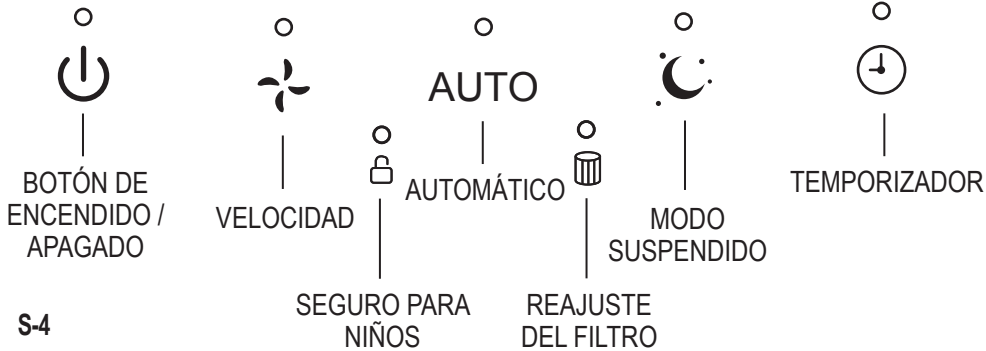 AUTO
BOTÓN DE
ENCENDIDO /
APAGADO
VELOCIDAD
SEGURO PARA
NIÑOS
AUTOMÁTICO
REAJUSTE
DEL FILTRO
MODO
SUSPENDIDO
TEMPORIZADOR
S-4